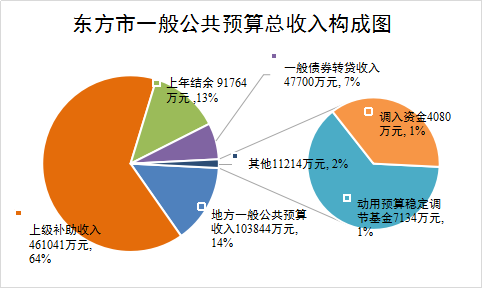 东方市一般公共预算总收入构成图
上年结余 91764
万元 ,13%
一般债券转贷收入
47700万元, 7%
调入资金4080
万元, 1%
其他11214万元, 2%
动用预算稳定调
节基金7134万元,
1%
地方一般公共预算
收入103844万元,
14%
上级补助收入
461041万元,
64%